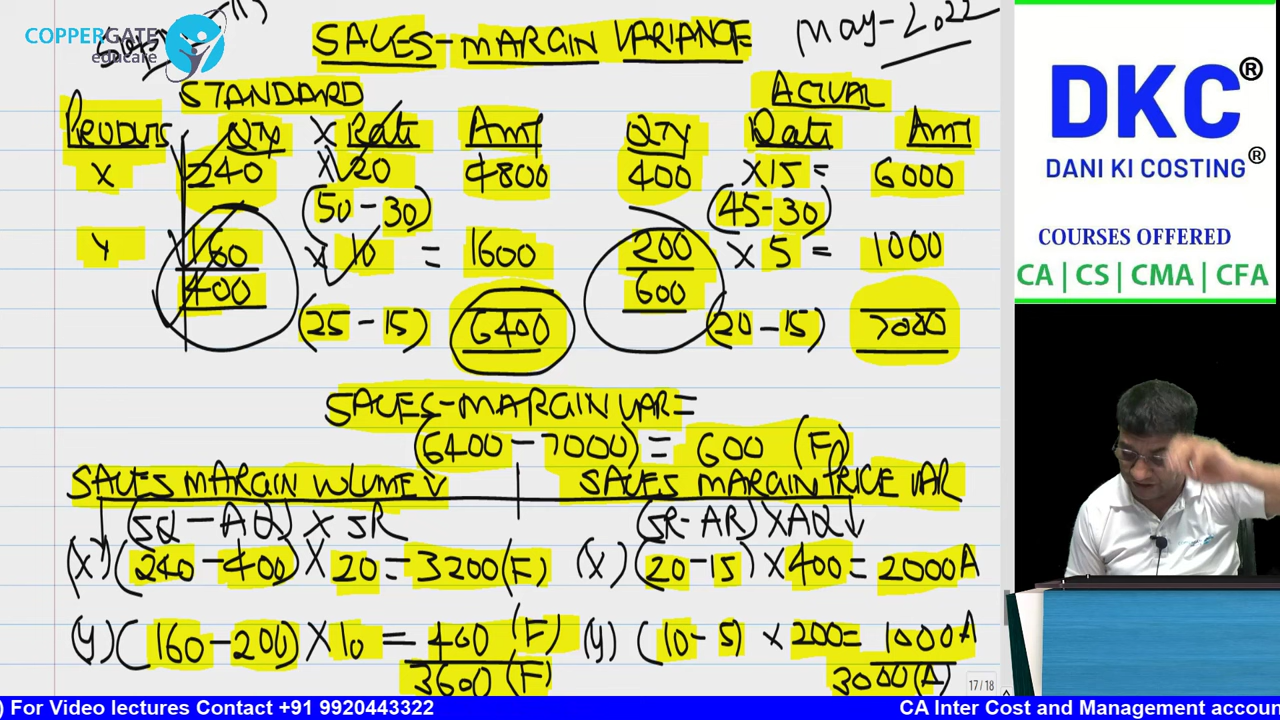 COPPERGATE
educate
SALES-MARGIN VARIANCE
May-2022
STANDARD
ACTUAL
PRODUCTS QTY X Rate Amt QTY Rate Amt
X 240 X 20 4800 400 X15 = 6000
(50-30) (45-30)
Y 160 X 10 = 1600 200 X 5 = 1000
400 600
(25-15) 6400 (20-15) 7000
SALES-MARGIN VAR=
(6400-7000) = 600 (F)
SALES MARGIN VOLUME V SALES MARGIN PRICE VAR
(SQ-AQ) X SR (SR-AR) X AQ
(X) (240-400) X 20 = 3200 (F) (X) (20-15) X 400 = 2000A
(Y) (160-200) X 10 = 400 (F) (Y) (10-5) X 200 = 1000A
3600 (F) 3000 (A)
17/18
DKC®
DANI KI COSTING®
COURSES OFFERED
CA | CS | CMA | CFA
) For Video lectures Contact +91 9920443322 CA Inter Cost and Management accoun